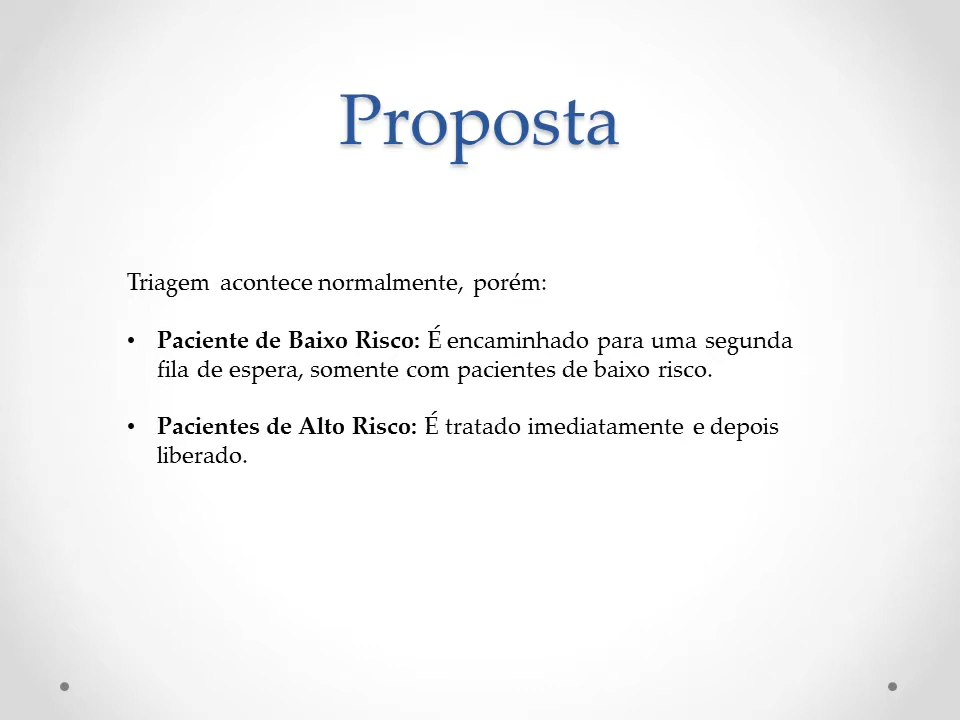 Proposta
Triagem acontece normalmente, porém:
• Paciente de Baixo Risco: É encaminhado para uma segunda
fila de espera, somente com pacientes de baixo risco.
• Pacientes de Alto Risco: É tratado imediatamente e depois
liberado.